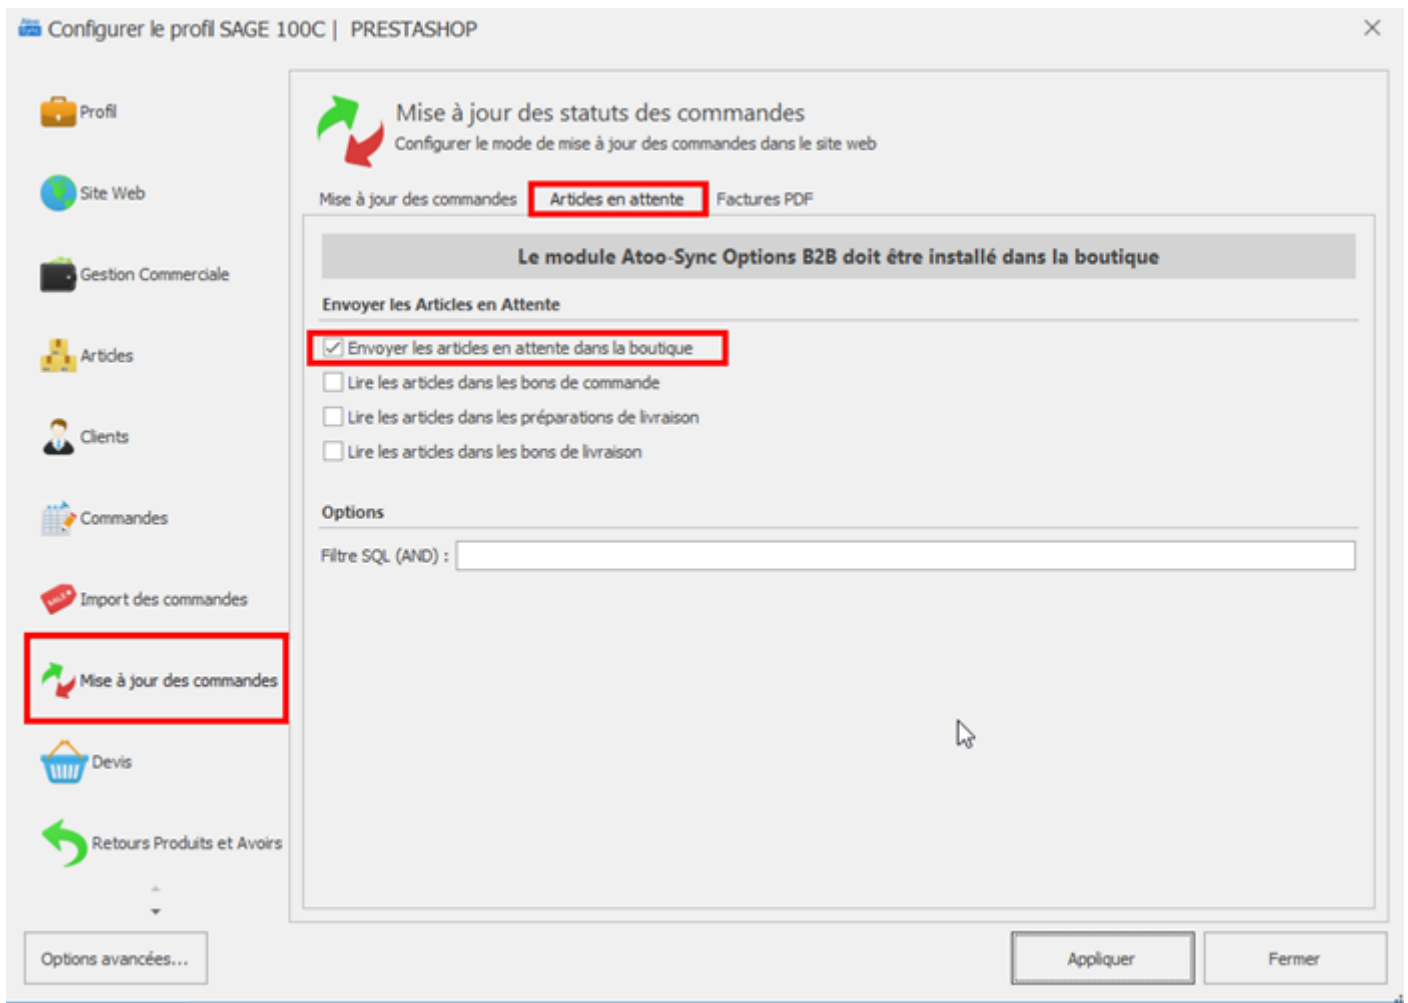 Configurer le profil SAGE 100C | PRESTASHOP
Profil
Site Web
Gestion Commerciale
Articles
Clients
Commandes
Import des commandes
Mise à jour des commandes
Devis
Retours Produits et Avoirs
Options avancées...
Mise à jour des statuts des commandes
Configurer le mode de mise à jour des commandes dans le site web
Mise à jour des commandes Articles en attente Factures PDF
Le module Atoo-Sync Options B2B doit être installé dans la boutique
Envoyer les Articles en Attente
Envoyer les articles en attente dans la boutique
Lire les articles dans les bons de commande
Lire les articles dans les préparations de livraison
Lire les articles dans les bons de livraison
Options
Filtre SQL (AND) :
Appliquer Fermer